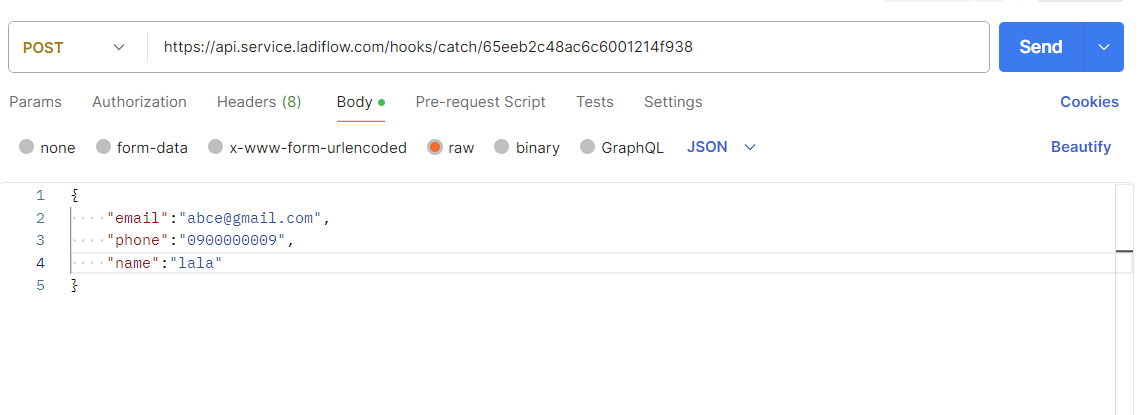 POST https://api.service.ladiflow.com/hooks/catch/65eeb2c48ac6c6001214f938 Send
Params Authorization Headers (8) Body Pre-request Script Tests Settings Cookies
none form-data x-www-form-urlencoded raw binary GraphQL JSON Beautify
1 {
2 "email":"abce@gmail.com",
3 "phone":"0900000009",
4 "name":"lala"
5 }